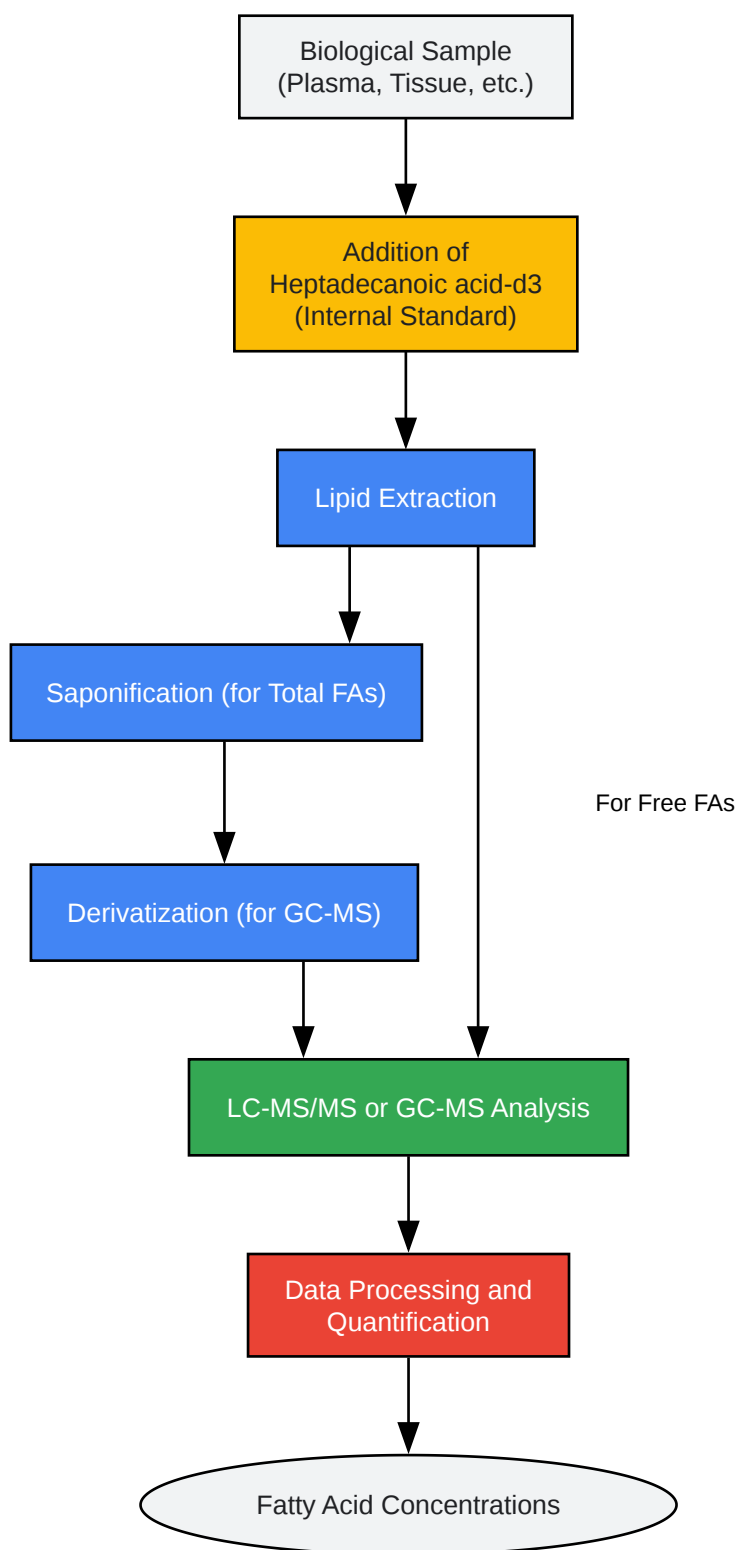 Biological Sample
(Plasma, Tissue, etc.)
Addition of
Heptadecanoic acid-d3
(Internal Standard)
Lipid Extraction
Saponification (for Total FAs)
For Free FAs
Derivatization (for GC-MS)
LC-MS/MS or GC-MS Analysis
Data Processing and
Quantification
Fatty Acid Concentrations